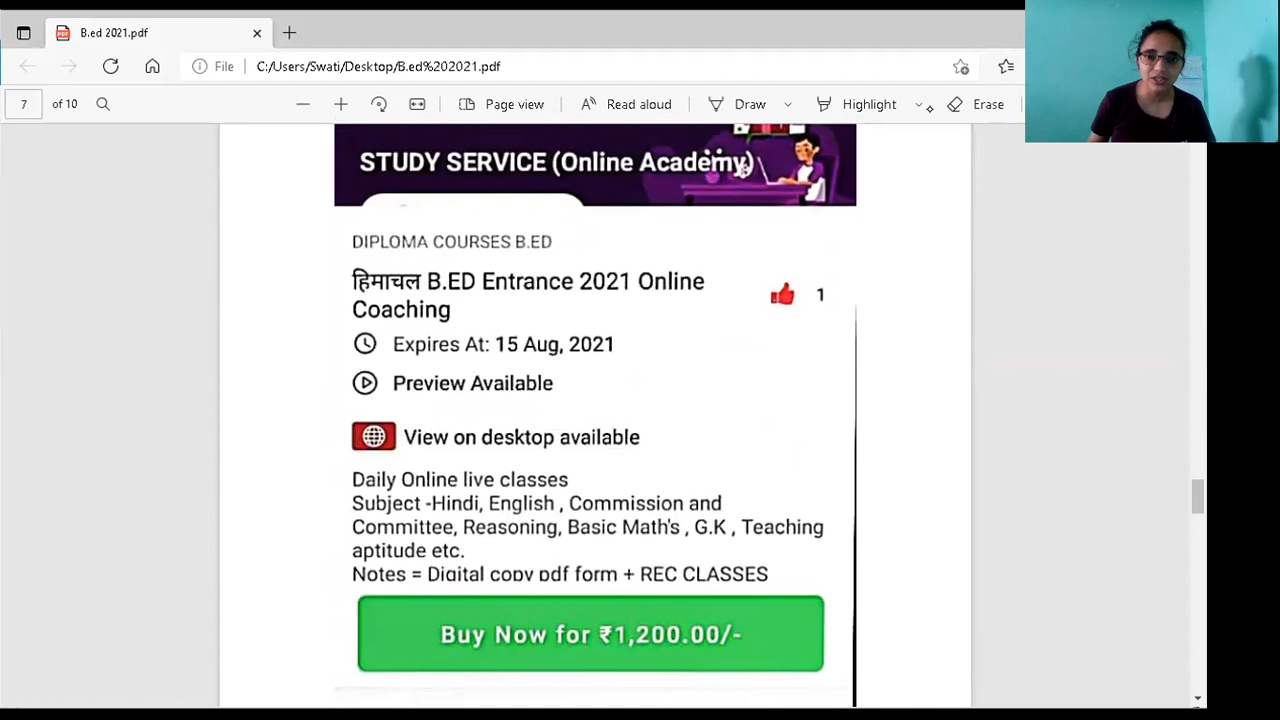 B.ed 2021.pdf
File C:/Users/Swati/Desktop/B.ed%202021.pdf
7 of 10 Page view Read aloud Draw Highlight Erase
STUDY SERVICE (Online Academy)
DIPLOMA COURSES B.ED
हिमाचल B.ED Entrance 2021 Online
Coaching
1
Expires At: 15 Aug, 2021
Preview Available
View on desktop available
Daily Online live classes
Subject -Hindi, English , Commission and
Committee, Reasoning, Basic Math's , G.K , Teaching
aptitude etc.
Notes = Digital copy pdf form + REC CLASSES
Buy Now for ₹1,200.00/-